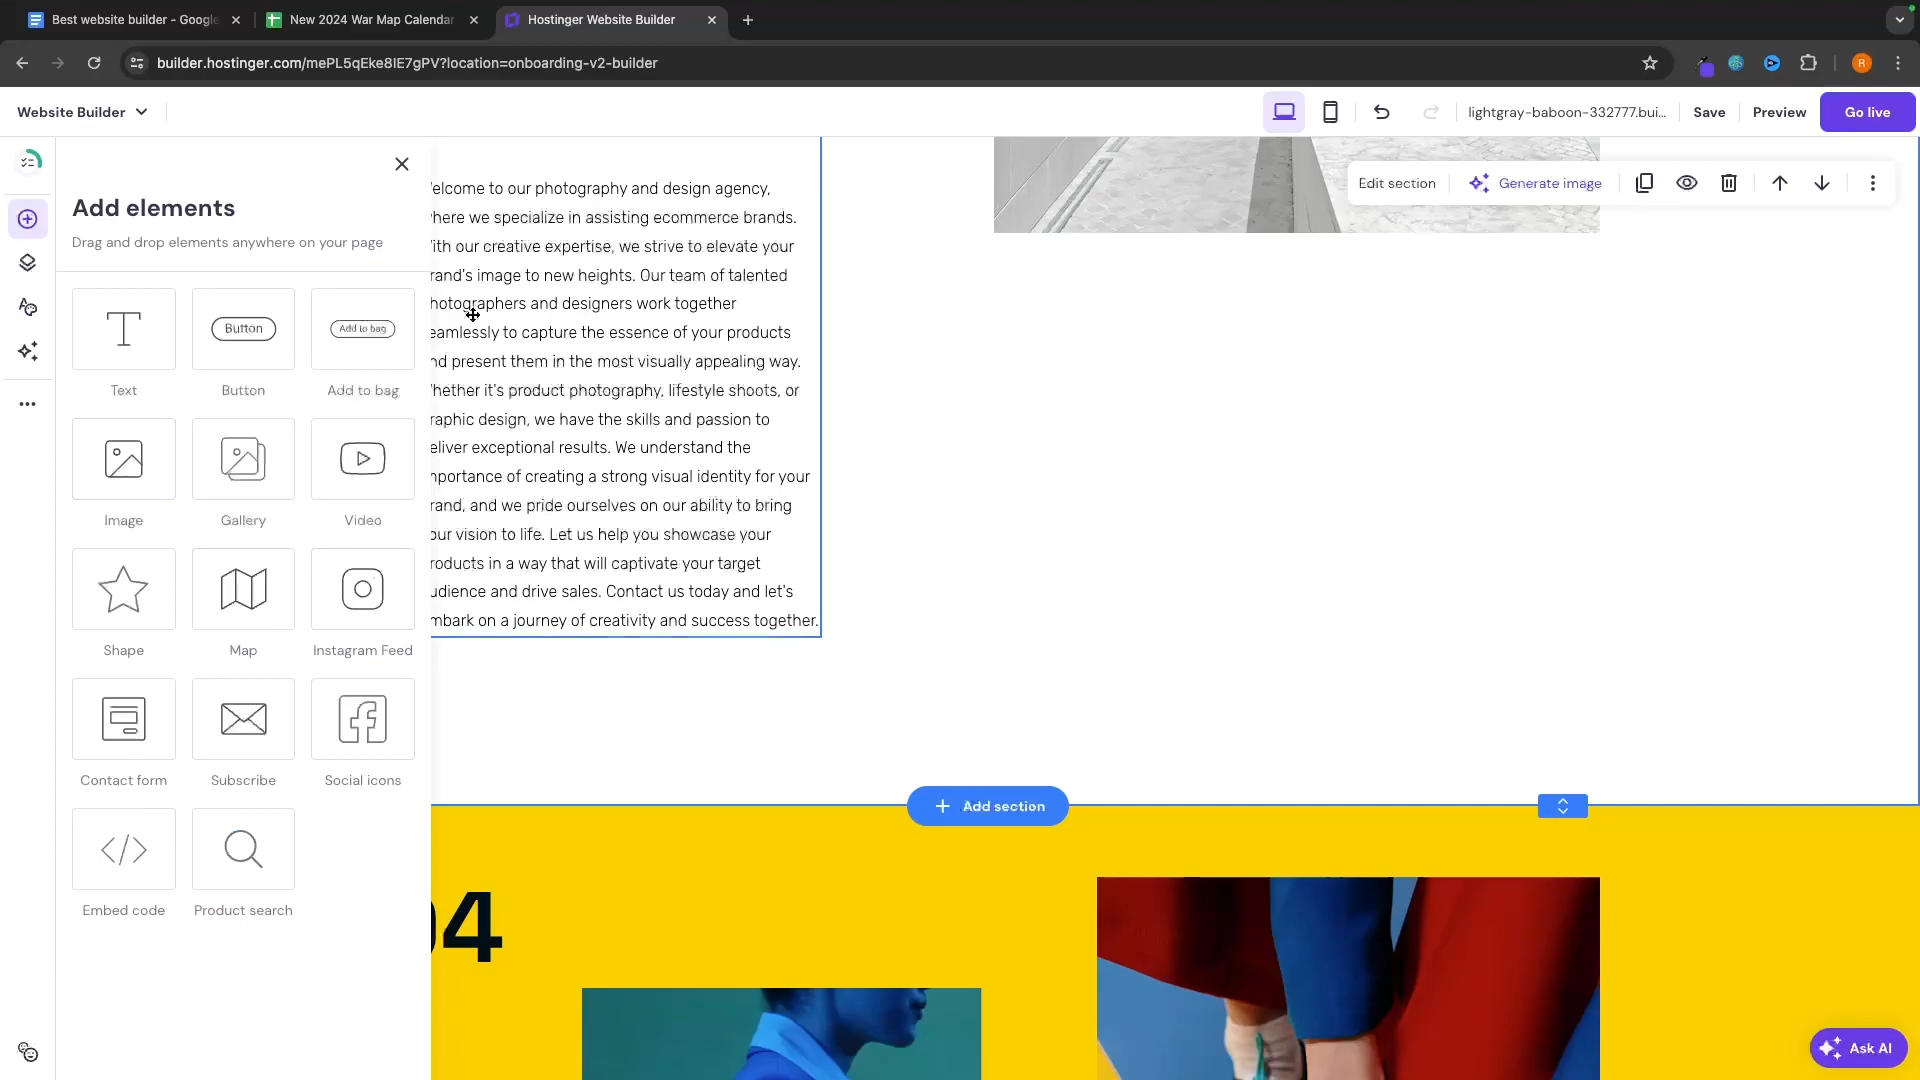 Best website builder - Google
New 2024 War Map Calendar
Hostinger Website Builder
builder.hostinger.com/mePL5qEke8IE7gPV?location=onboarding-v2-builder
R
Website Builder
lightgray-baboon-332777.bui...
Save
Preview
Go live
Add elements
Drag and drop elements anywhere on your page
Text
Button
Button
Add to bag
Add to bag
Image
Gallery
Video
Shape
Map
Instagram Feed
Contact form
Subscribe
Social icons
Embed code
Product search
elcome to our photography and design agency,
here we specialize in assisting ecommerce brands.
ith our creative expertise, we strive to elevate your
rand's image to new heights. Our team of talented
hotographers and designers work together
eamlessly to capture the essence of your products
nd present them in the most visually appealing way.
hether it's product photography, lifestyle shoots, or
raphic design, we have the skills and passion to
eliver exceptional results. We understand the
mportance of creating a strong visual identity for your
rand, and we pride ourselves on our ability to bring
our vision to life. Let us help you showcase your
roducts in a way that will captivate your target
udience and drive sales. Contact us today and let's
mbark on a journey of creativity and success together.
Edit section
Generate image
Add section
04
Ask AI